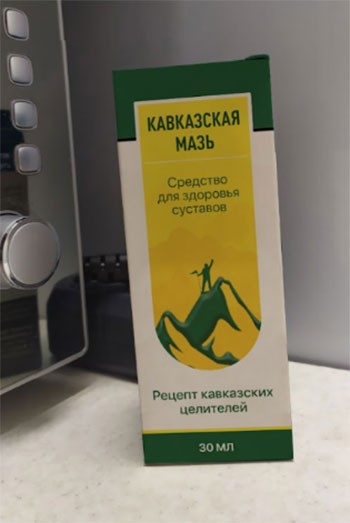 КАВКАЗСКАЯ
МАЗЬ
Средство
для здоровья
суставов
Рецепт кавказских
целителей
30 МЛ